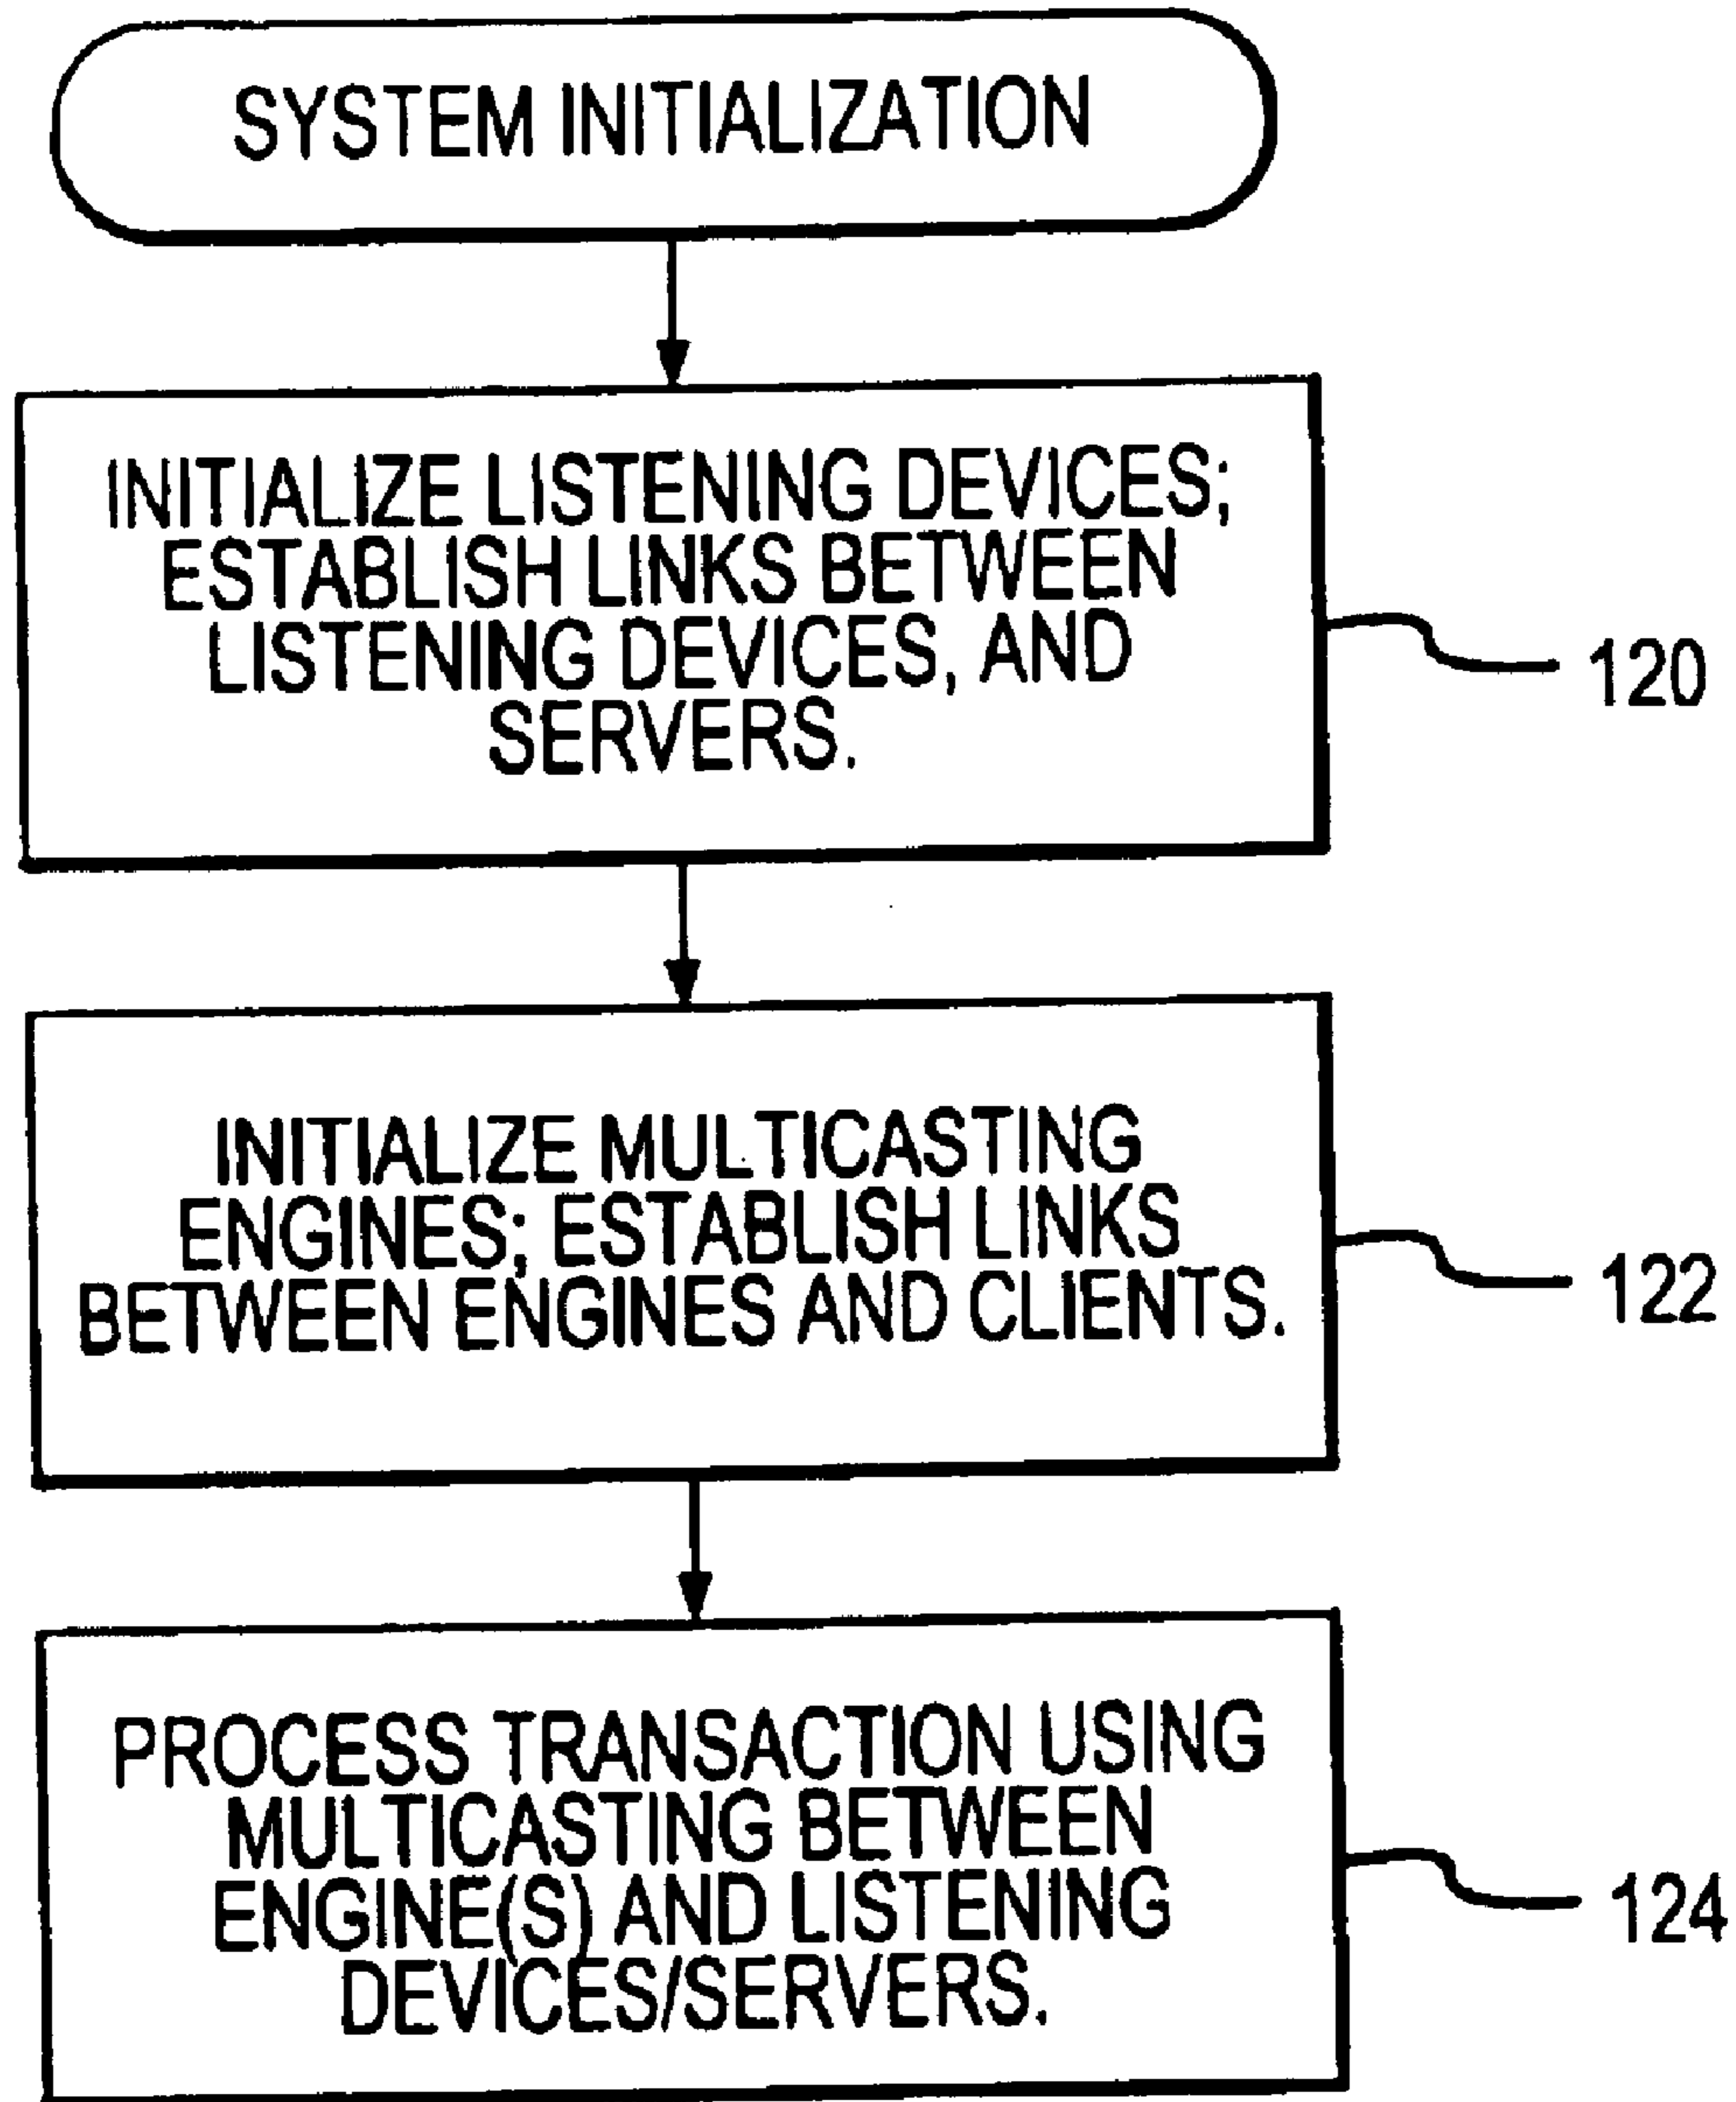 SYSTEM INITIALIZATION
INITIALIZE LISTENING DEVICES;
ESTABLISH LINKS BETWEEN
LISTENING DEVICES, AND
SERVERS.
120
INITIALIZE MULTICASTING
ENGINES; ESTABLISH LINKS
BETWEEN ENGINES AND CLIENTS.
122
PROCESS TRANSACTION USING
MULTICASTING BETWEEN
ENGINE(S) AND LISTENING
DEVICES/SERVERS.
124